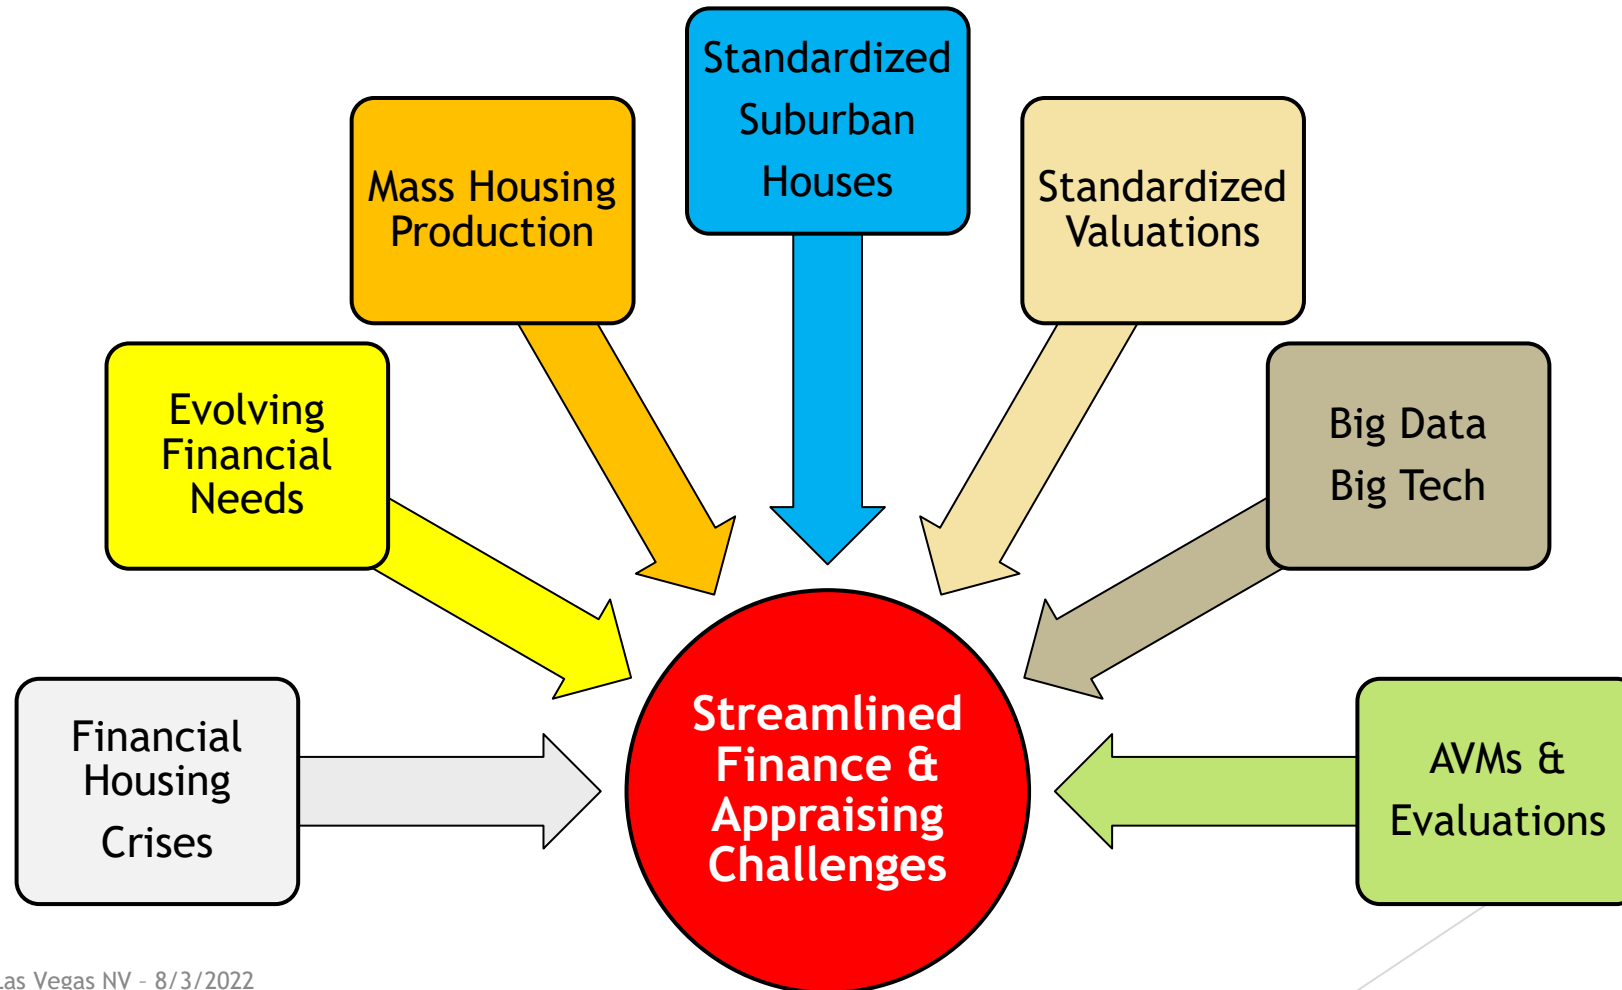 Standardized
Suburban
Houses
Mass Housing
Production
Standardized
Valuations
Evolving
Financial
Needs
Big Data
Big Tech
Financial
Housing
Crises
Streamlined
Finance &
Appraising
Challenges
AVMs &
Evaluations
Las Vegas NV – 8/3/2022